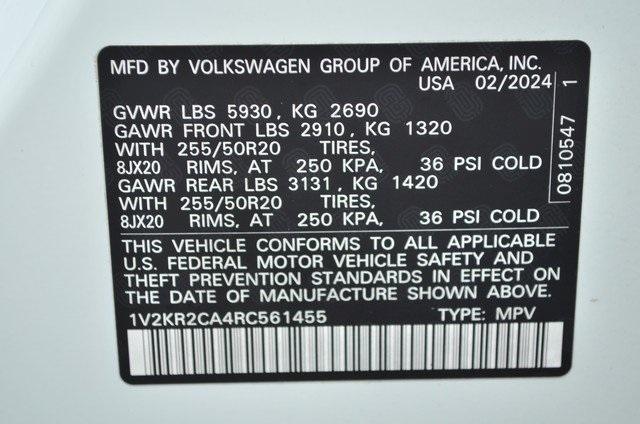 MFD BY VOLKSWAGEN GROUP OF AMERICA, INC.
USA 02/2024
GVWR LBS 5930, KG 2690
GAWR FRONT LBS 2910, KG 1320
WITH 255/50R20 TIRES,
8JX20 RIMS, AT 250 KPA, 36 PSI COLD
GAWR REAR LBS 3131, KG 1420
WITH 255/50R20 TIRES,
8JX20 RIMS, AT 250 KPA, 36 PSI COLD
THIS VEHICLE CONFORMS TO ALL APPLICABLE
U.S. FEDERAL MOTOR VEHICLE SAFETY AND
THEFT PREVENTION STANDARDS IN EFFECT ON
THE DATE OF MANUFACTURE SHOWN ABOVE.
1V2KR2CA4RC561455 TYPE: MPV
0810547 1